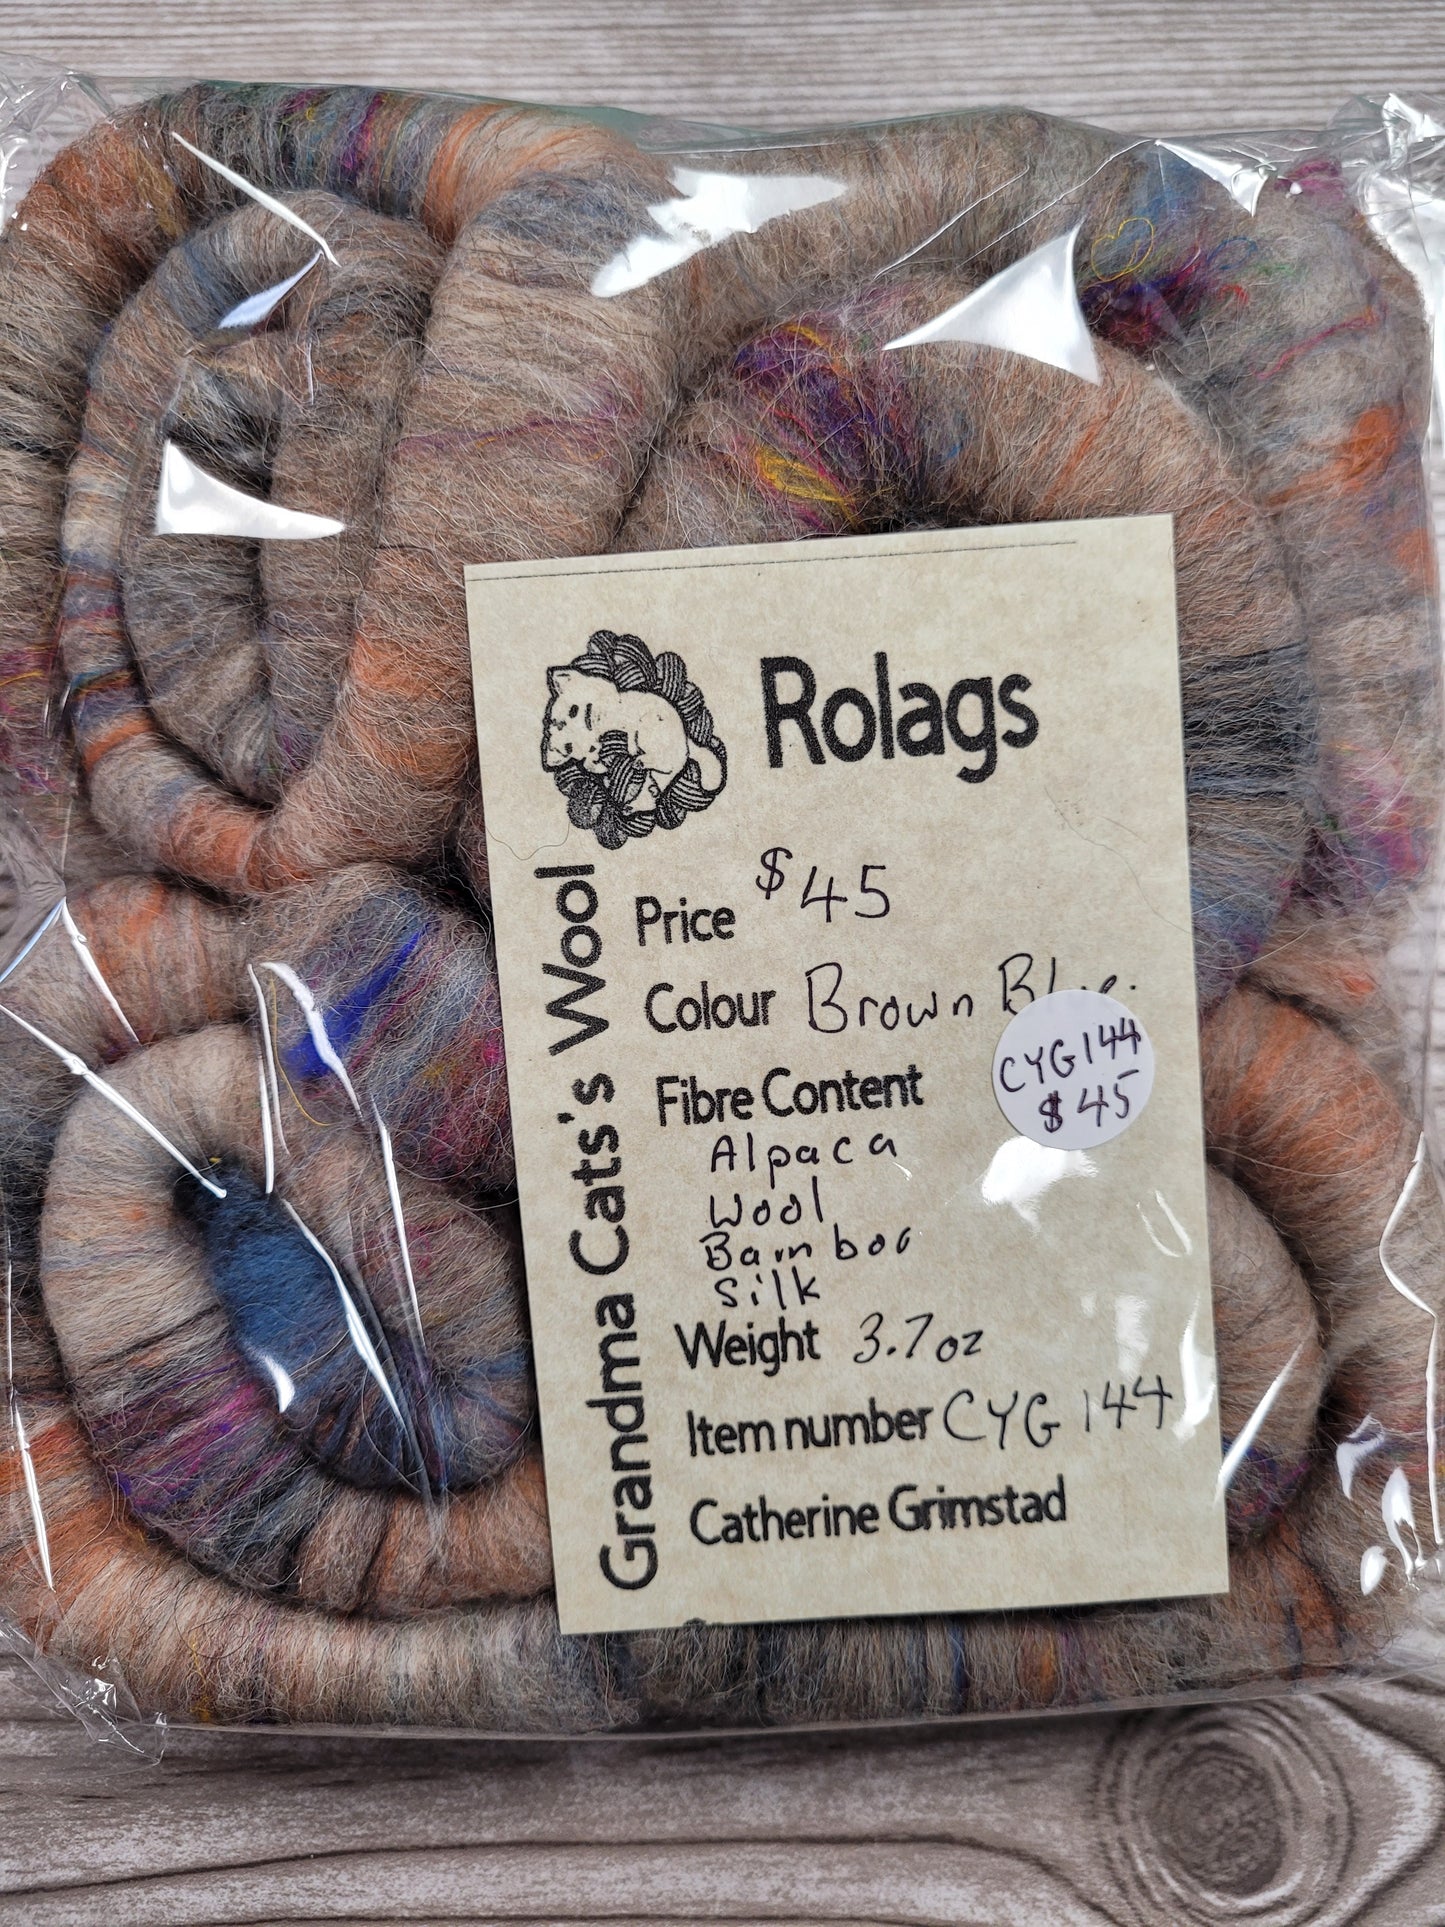 Rolags
Grandma Cats's Wool
Price $45
Colour Brown Blue.
CYG144
$45
Fibre Content
Alpaca
Wool
Bamboo
Silk
Weight 3.7oz
Item number CYG 144
Catherine Grimstad